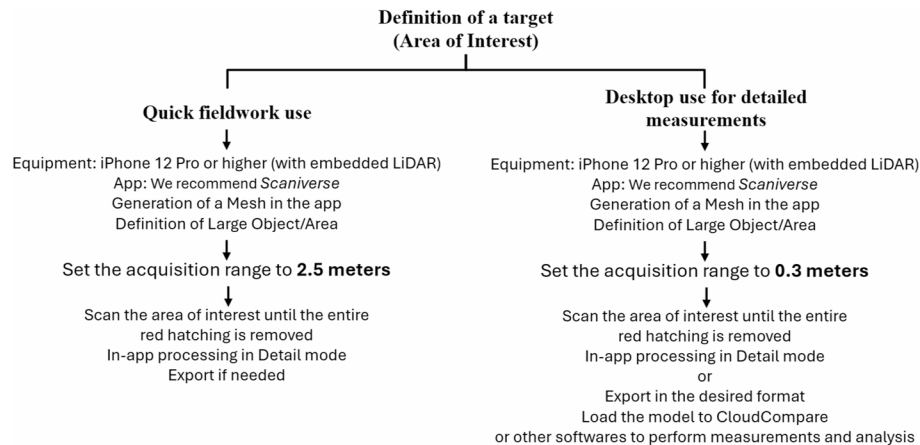 Definition of a target
(Area of Interest)
Quick fieldwork use
Equipment: iPhone 12 Pro or higher (with embedded LiDAR)
App: We recommend Scaniverse
Generation of a Mesh in the app
Definition of Large Object/Area
Set the acquisition range to 2.5 meters
Scan the area of interest until the entire
red hatching is removed
In-app processing in Detail mode
Export if needed
Desktop use for detailed
measurements
Equipment: iPhone 12 Pro or higher (with embedded LiDAR)
App: We recommend Scaniverse
Generation of a Mesh in the app
Definition of Large Object/Area
Set the acquisition range to 0.3 meters
Scan the area of interest until the entire
red hatching is removed
In-app processing in Detail mode
or
Export in the desired format
Load the model to CloudCompare
or other softwares to perform measurements and analysis